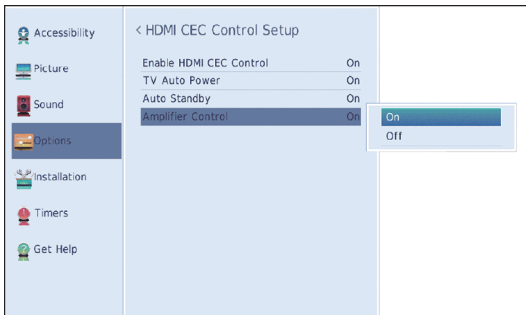 Accessibility
Picture
Sound
Options
Installation
Timers
Get Help
< HDMI CEC Control Setup
Enable HDMI CEC Control On
TV Auto Power On
Auto Standby On
Amplifier Control On
On
Off